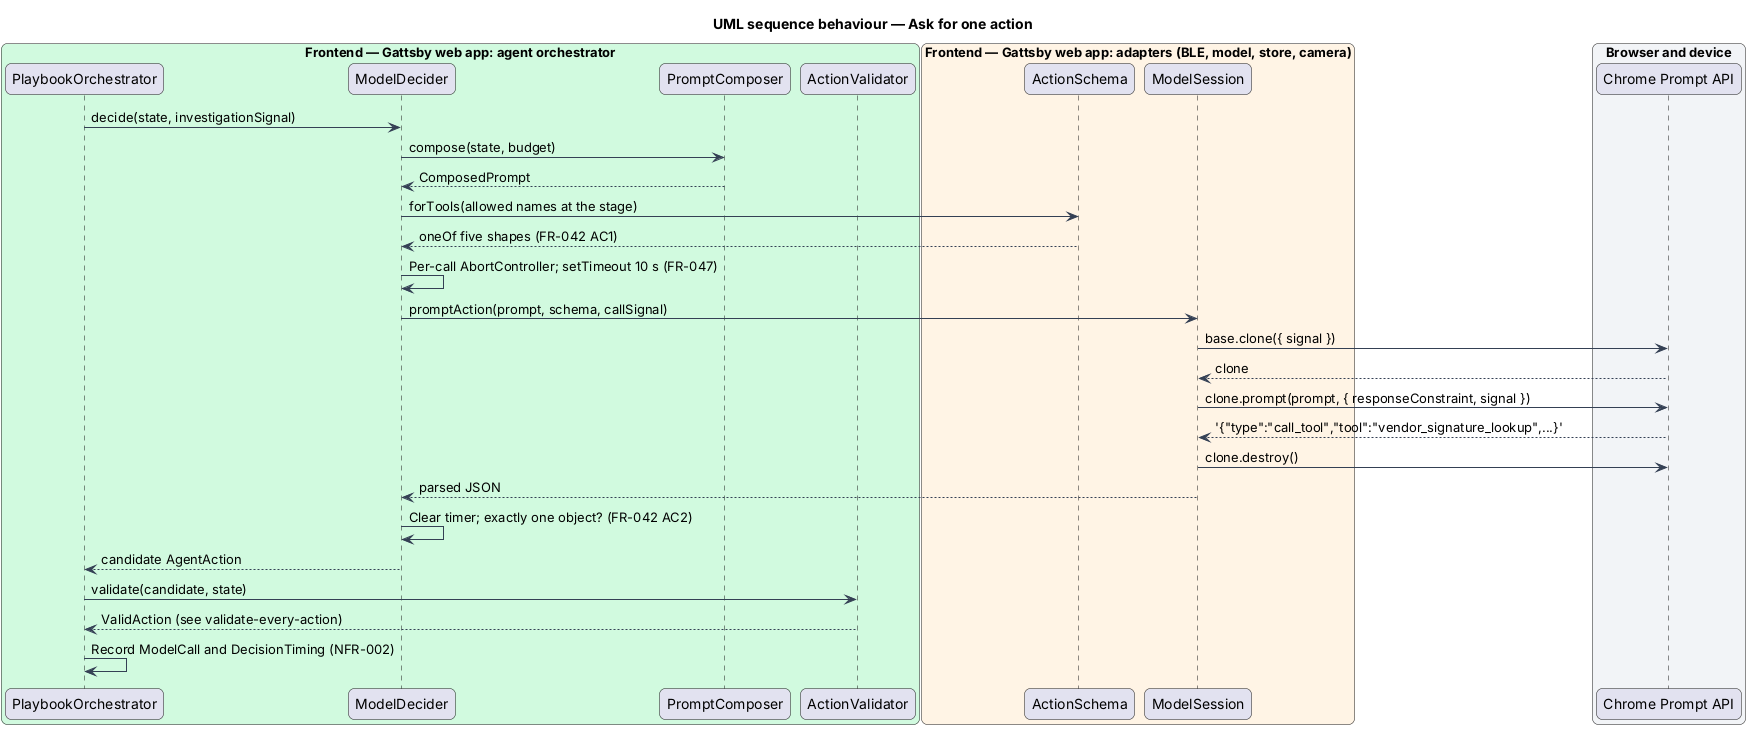 UML sequence behaviour — Ask for one action
Frontend — Gattsby web app: agent orchestrator
Frontend — Gattsby web app: adapters (BLE, model, store, camera)
Browser and device
PlaybookOrchestrator
ModelDecider
PromptComposer
ActionValidator
ActionSchema
ModelSession
Chrome Prompt API
decide(state, investigationSignal)
compose(state, budget)
ComposedPrompt
forTools(allowed names at the stage)
oneOf five shapes (FR-042 AC1)
Per-call AbortController; setTimeout 10 s (FR-047)
promptAction(prompt, schema, callSignal)
base.clone({ signal })
clone
clone.prompt(prompt, { responseConstraint, signal })
'{"type":"call_tool","tool":"vendor_signature_lookup",...}'
clone.destroy()
parsed JSON
Clear timer; exactly one object? (FR-042 AC2)
candidate AgentAction
validate(candidate, state)
ValidAction (see validate-every-action)
Record ModelCall and DecisionTiming (NFR-002)
PlaybookOrchestrator
ModelDecider
PromptComposer
ActionValidator
ActionSchema
ModelSession
Chrome Prompt API